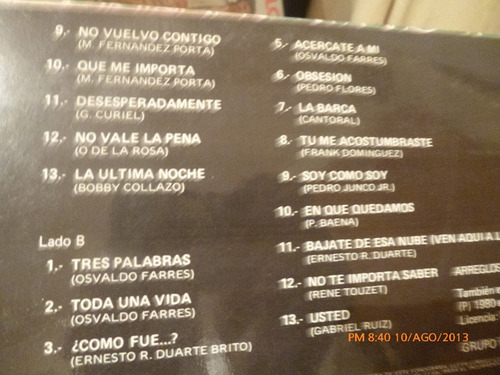 9.- NO VUELVO CONTIGO
(M. FERNANDEZ PORTA)
10.- QUE ME IMPORTA
(M. FERNANDEZ PORTA)
11.- DESESPERADAMENTE
(G. CURIEL)
12.- NO VALE LA PENA
(O DE LA ROSA)
13.- LA ULTIMA NOCHE
(BOBBY COLLAZO)
Lado B
1.- TRES PALABRAS
(OSVALDO FARRES)
2.- TODA UNA VIDA
(OSVALDO FARRES)
3.- ¿COMO FUE...?
(ERNESTO R. DUARTE BRITO)
5.- ACERCATE A MI
(OSVALDO FARRES)
6.- OBSESION
(PEDRO FLORES)
7.- LA BARCA
(CANTORAL)
8.- TU ME ACOSTUMBRASTE
(FRANK DOMINGUEZ)
9.- SOY COMO SOY
(PEDRO JUNCO JR.)
10.- EN QUE QUEDAMOS
(P. BAENA)
11.- BAJATE DE ESA NUBE (VEN AQUI A L
(ERNESTO R. DUARTE)
12.- NO TE IMPORTA SABER
(RENE TOUZET)
13.- USTED
(GABRIEL RUIZ)
ARREGLOS
También
(P) 1980
Licencia
GRUPO
PM 8:40 10/AGO/2013